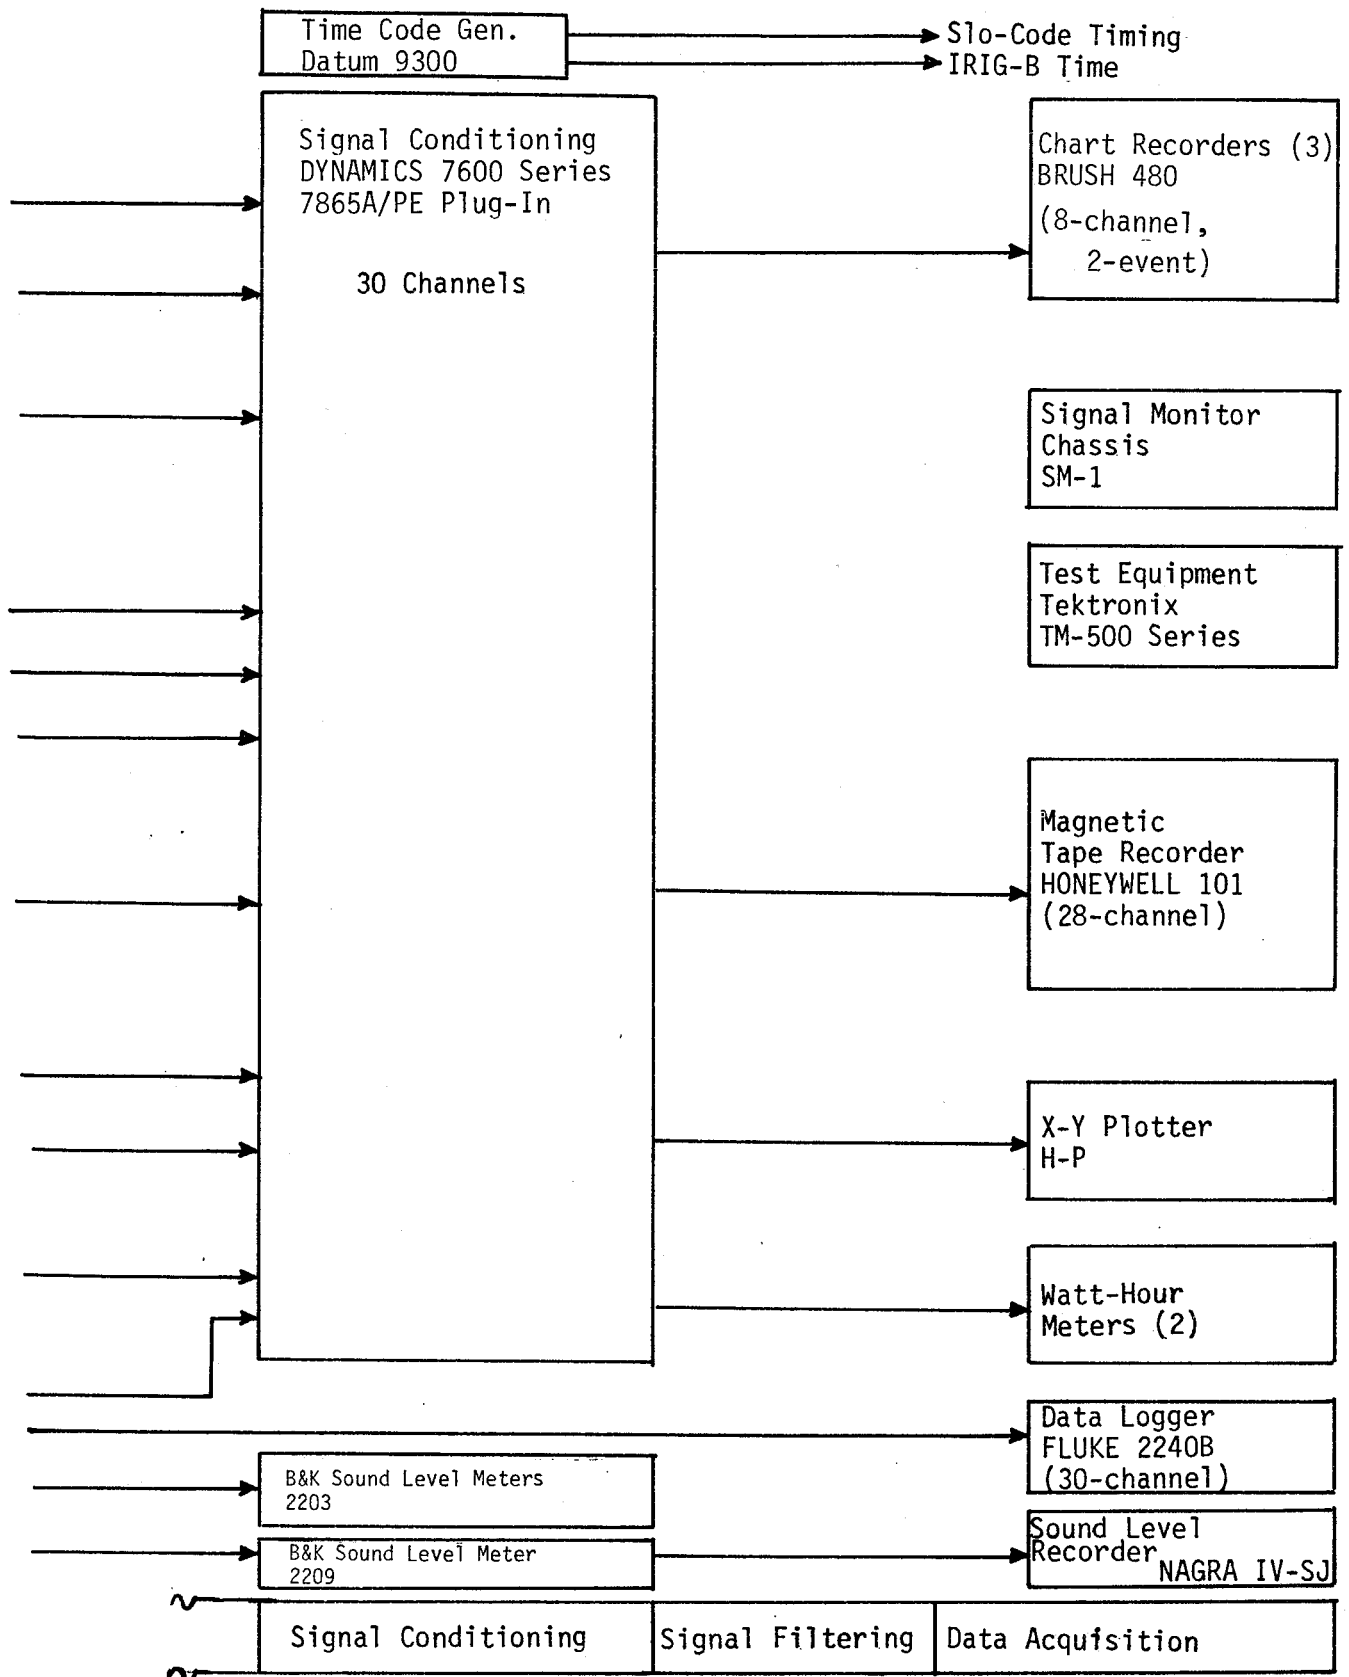 Time Code Gen.
Datum 9300
Slo-Code Timing
IRIG-B Time
Signal Conditioning
DYNAMICS 7600 Series
7865A/PE Plug-In
30 Channels
Chart Recorders (3)
BRUSH 480
(8-channel,
2-event)
Signal Monitor
Chassis
SM-1
Test Equipment
Tektronix
TM-500 Series
Magnetic
Tape Recorder
HONEYWELL 101
(28-channel)
X-Y Plotter
H-P
Watt-Hour
Meters (2)
Data Logger
FLUKE 2240B
(30-channel)
B&K Sound Level Meters
2203
B&K Sound Level Meter
2209
Sound Level
Recorder NAGRA IV-SJ
Signal Conditioning
Signal Filtering
Data Acquisition